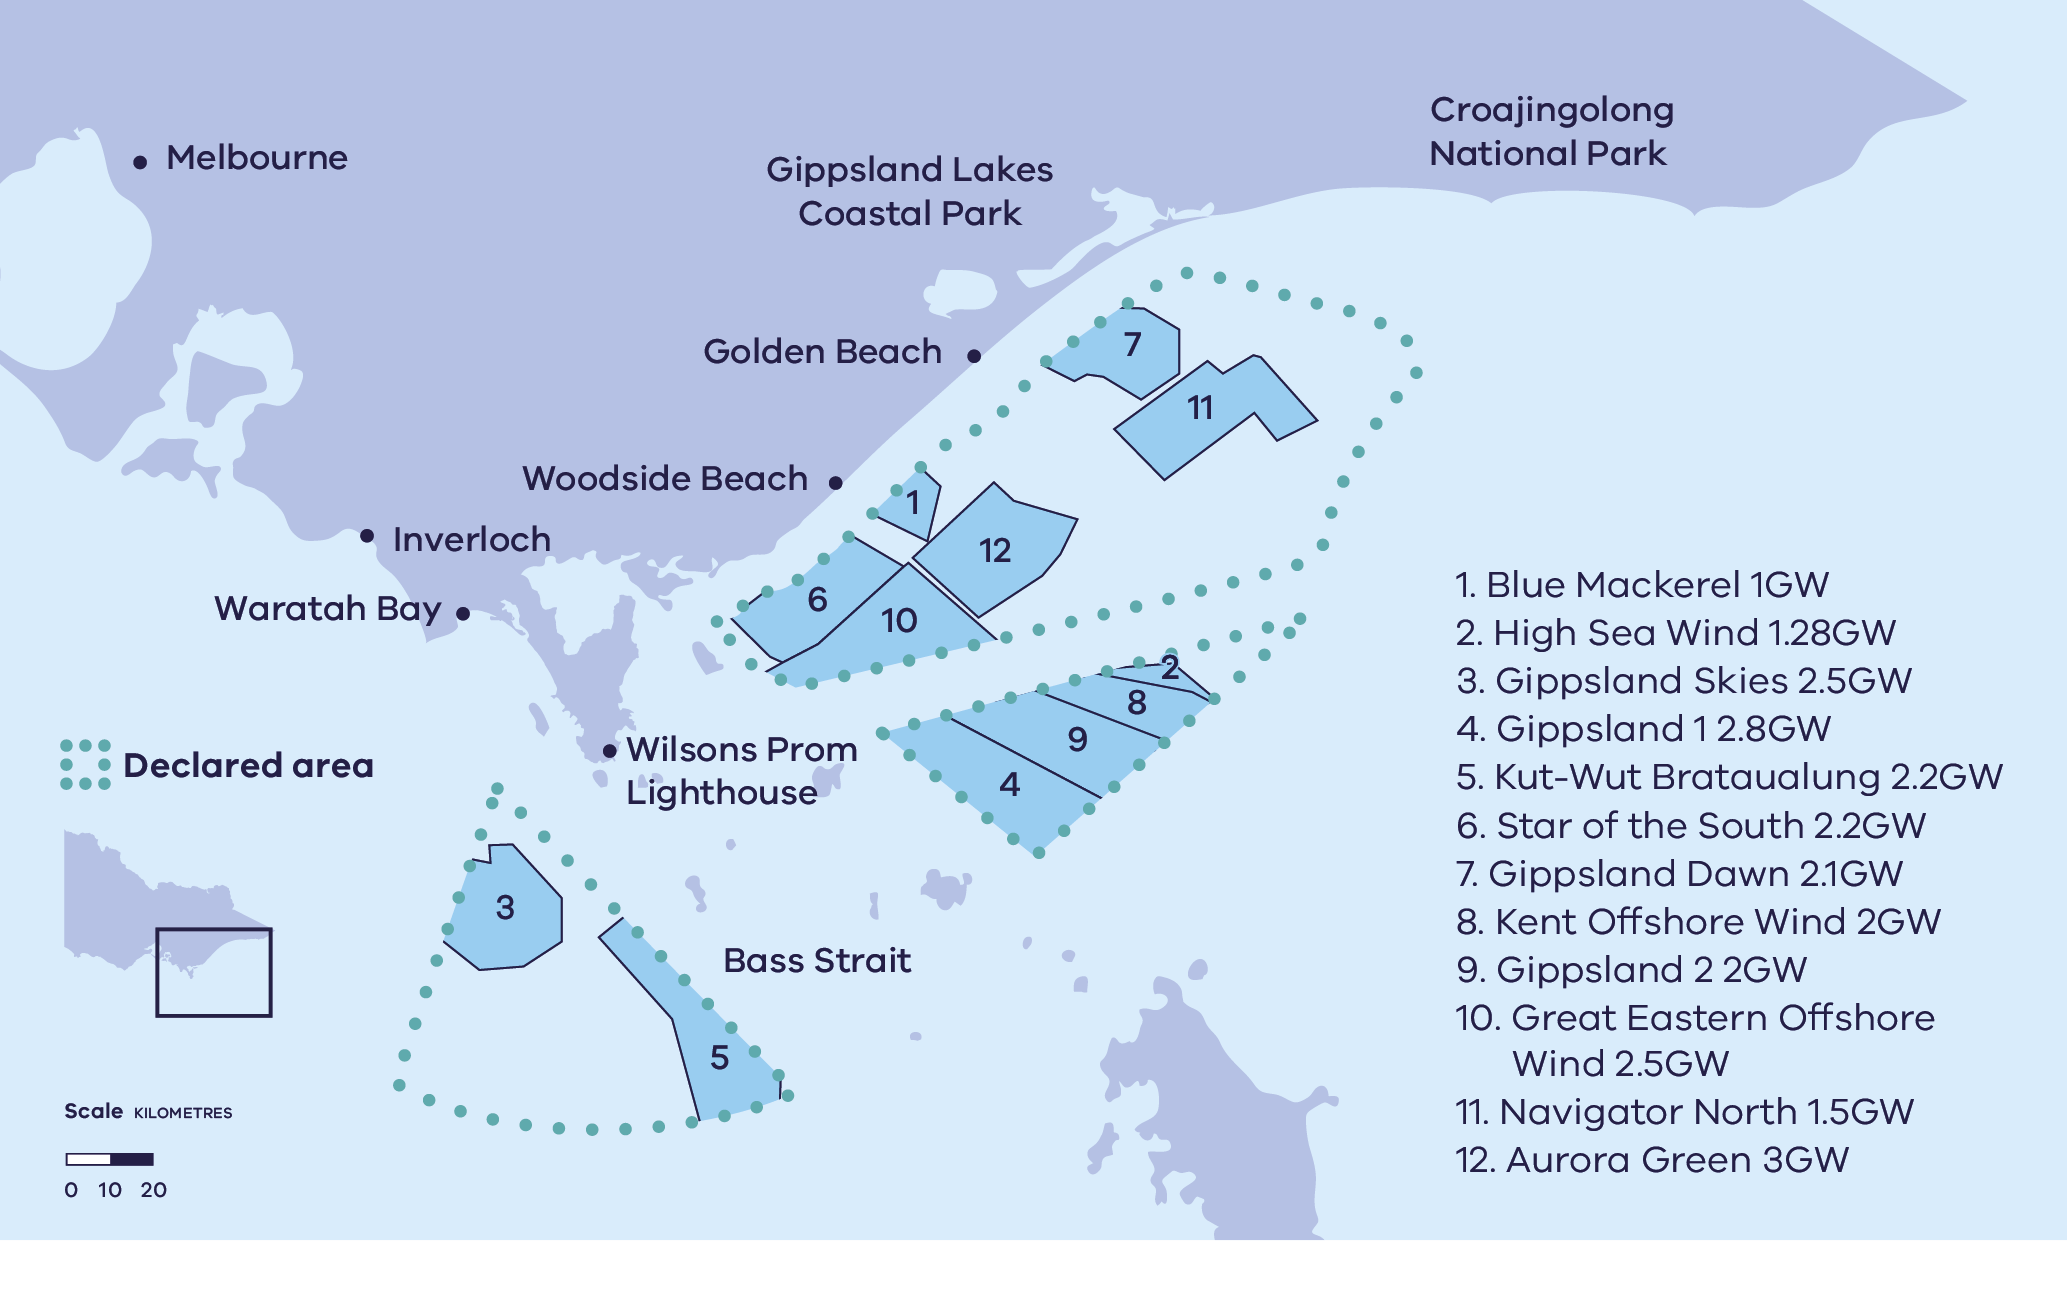 Croajingolong
National Park
Melbourne
Gippsland Lakes
Coastal Park
7
Golden Beach
11
Woodside Beach
1
Inverloch
12
Waratah Bay
6
10
2
8
9
4
Wilsons Prom
Lighthouse
Declared area
3
Bass Strait
5
Scale KILOMETRES
0 10 20
1. Blue Mackerel 1GW
2. High Sea Wind 1.28GW
3. Gippsland Skies 2.5GW
4. Gippsland 1 2.8GW
5. Kut-Wut Brataualung 2.2GW
6. Star of the South 2.2GW
7. Gippsland Dawn 2.1GW
8. Kent Offshore Wind 2GW
9. Gippsland 2 2GW
10. Great Eastern Offshore
Wind 2.5GW
11. Navigator North 1.5GW
12. Aurora Green 3GW